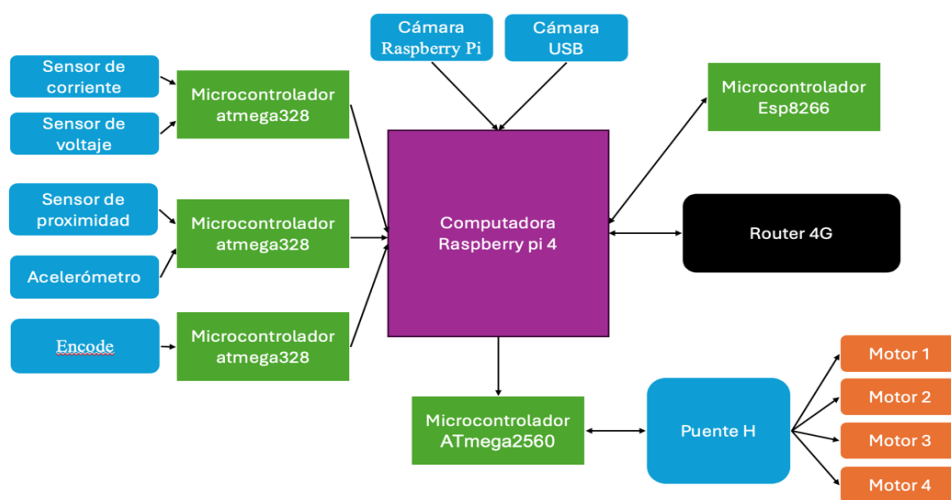 Cámara
Raspberry Pi
Cámara
USB
Sensor de
corriente
Microcontrolador
atmega328
Sensor de
voltaje
Microcontrolador
Esp8266
Sensor de
proximidad
Microcontrolador
atmega328
Acelerómetro
Computadora
Raspberry pi 4
Router 4G
Encode
Microcontrolador
atmega328
Microcontrolador
ATmega2560
Puente H
Motor 1
Motor 2
Motor 3
Motor 4